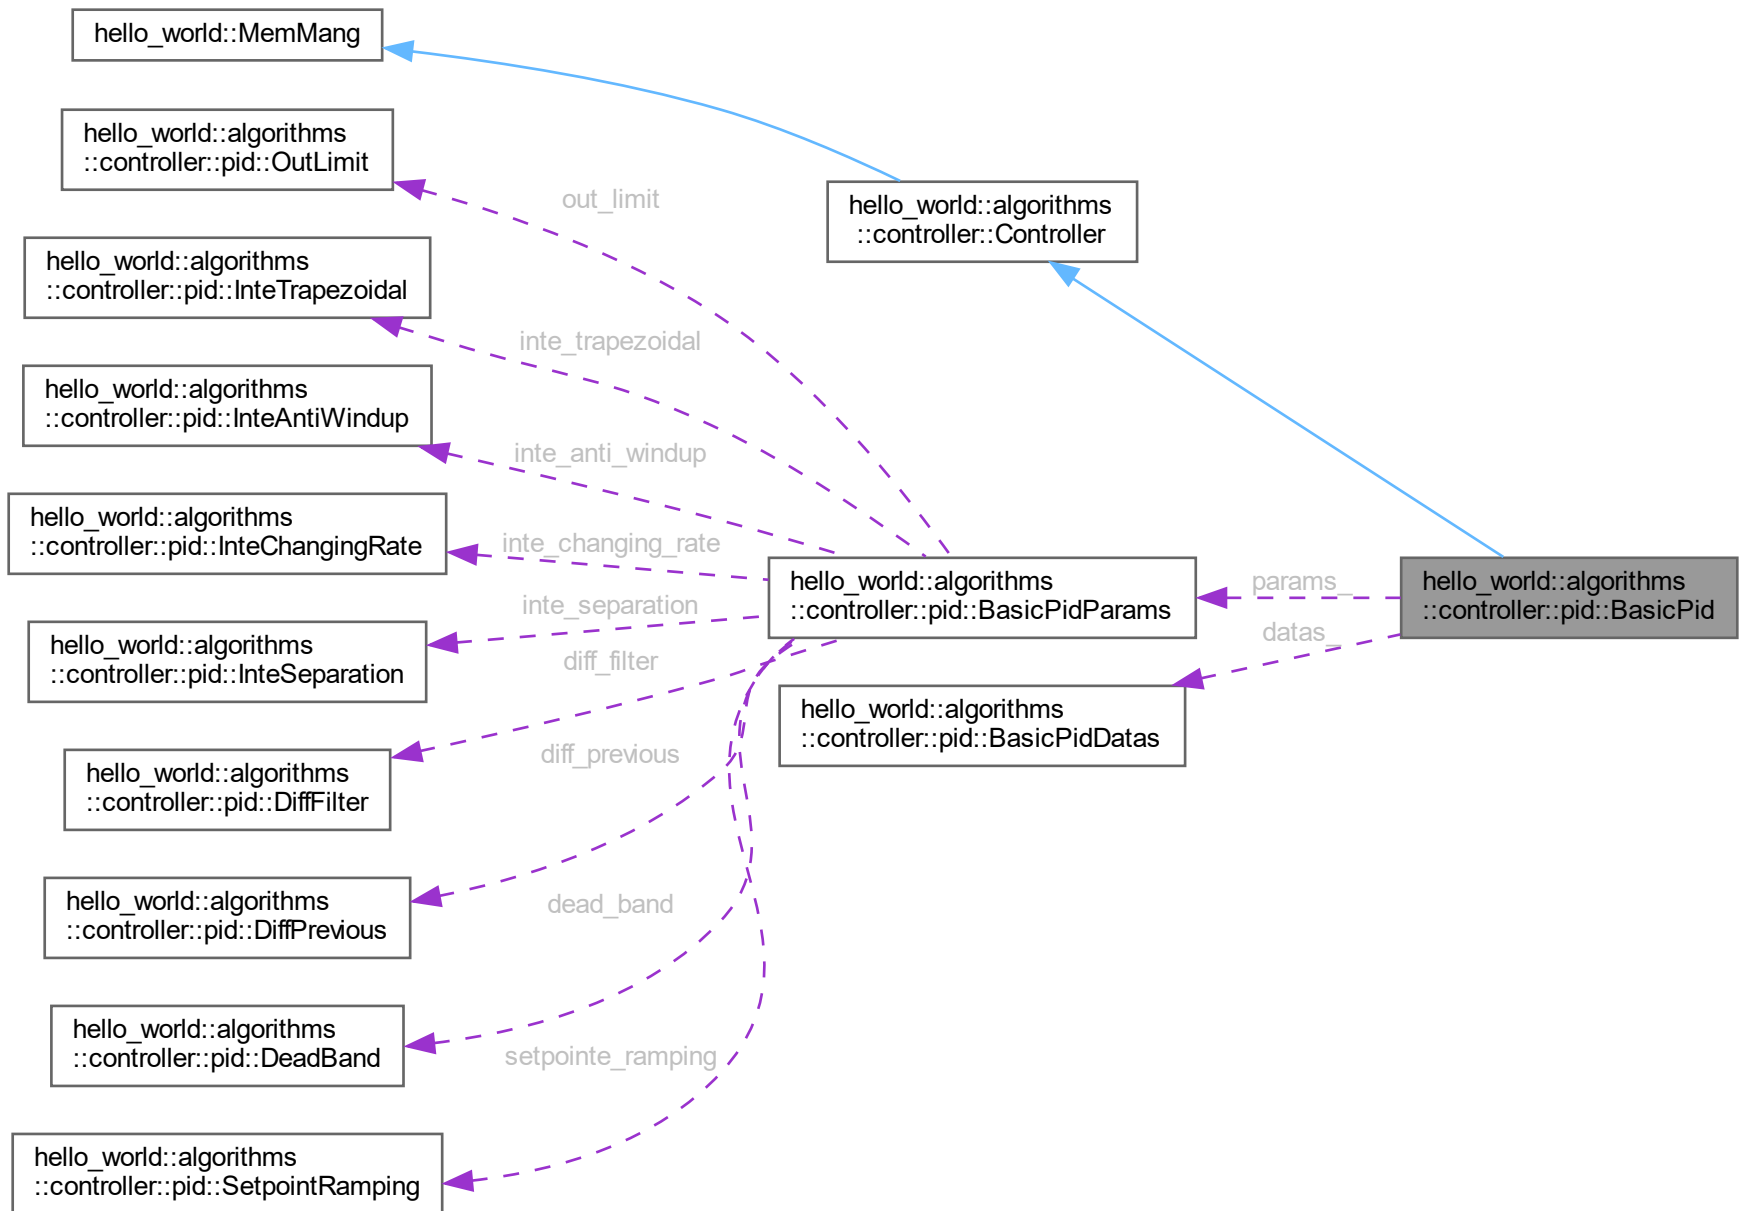 hello_world::MemMang
hello_world::algorithms
::controller::pid::OutLimit
out_limit
hello_world::algorithms
::controller::Controller
hello_world::algorithms
::controller::pid::InteTrapezoidal
inte_trapezoidal
hello_world::algorithms
::controller::pid::InteAntiWindup
inte_anti_windup
hello_world::algorithms
::controller::pid::InteChangingRate
inte_changing_rate
hello_world::algorithms
::controller::pid::BasicPidParams
params_
hello_world::algorithms
::controller::pid::BasicPid
inte_separation
hello_world::algorithms
::controller::pid::InteSeparation
diff_filter
datas_
hello_world::algorithms
::controller::pid::BasicPidDatas
hello_world::algorithms
::controller::pid::DiffFilter
diff_previous
hello_world::algorithms
::controller::pid::DiffPrevious
dead_band
hello_world::algorithms
::controller::pid::DeadBand
setpointe_ramping
hello_world::algorithms
::controller::pid::SetpointRamping